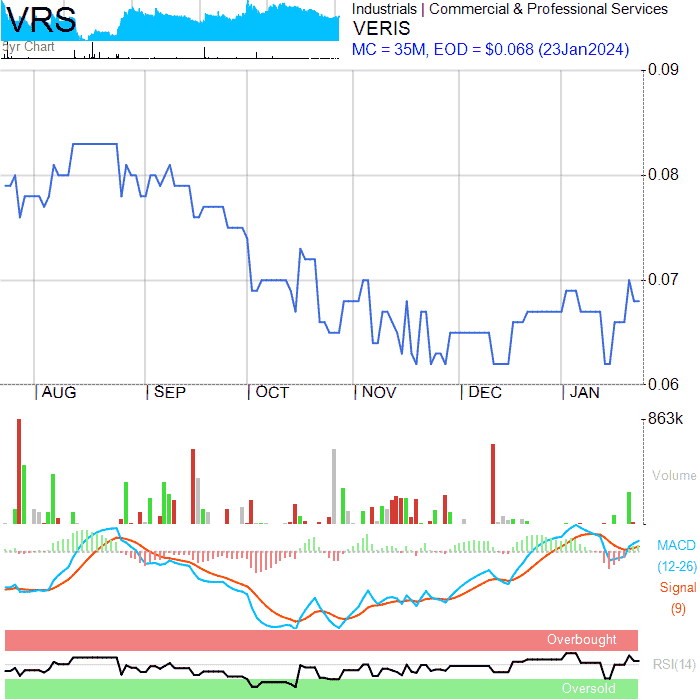 VRS
5yr Chart
Industrials | Commercial & Professional Services
VERIS
MC = 35M, EOD = $0.068 (23Jan2024)
0.09
0.08
0.07
0.06
| AUG | SEP | OCT | NOV | DEC | JAN
863k
Volume
MACD
(12-26)
Signal
(9)
Overbought
RSI(14)
Oversold